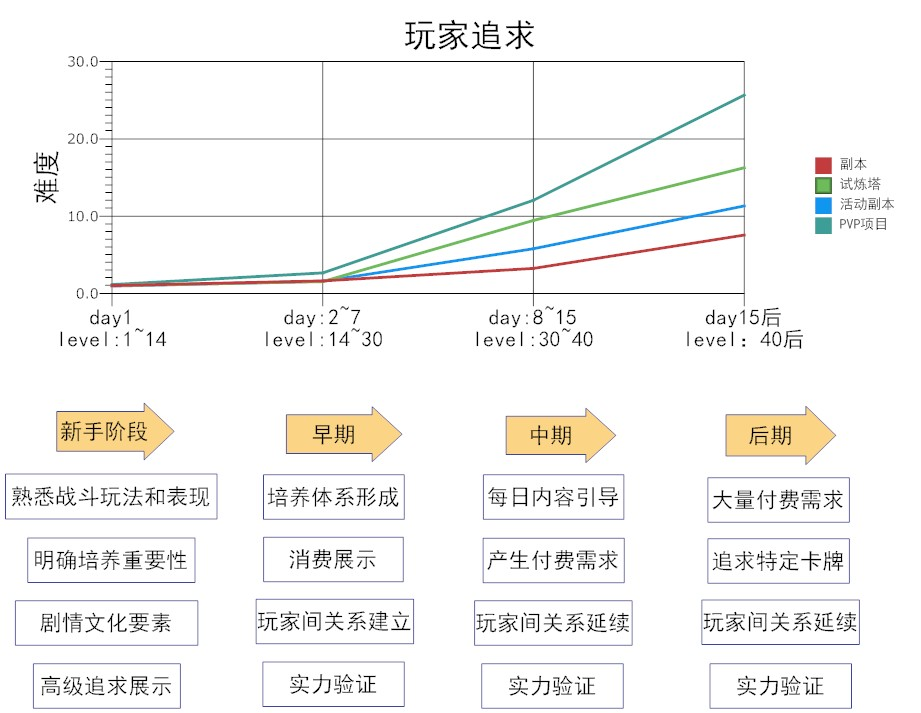 玩家追求
难度
30.0
20.0
10.0
0.0
day1
level:1~14
day:2~7
level:14~30
day:8~15
level:30~40
day15后
level：40后
副本
试炼塔
活动副本
PVP项目
新手阶段
早期
中期
后期
熟悉战斗玩法和表现
培养体系形成
每日内容引导
大量付费需求
明确培养重要性
消费展示
产生付费需求
追求特定卡牌
剧情文化要素
玩家间关系建立
玩家间关系延续
玩家间关系延续
高级追求展示
实力验证
实力验证
实力验证